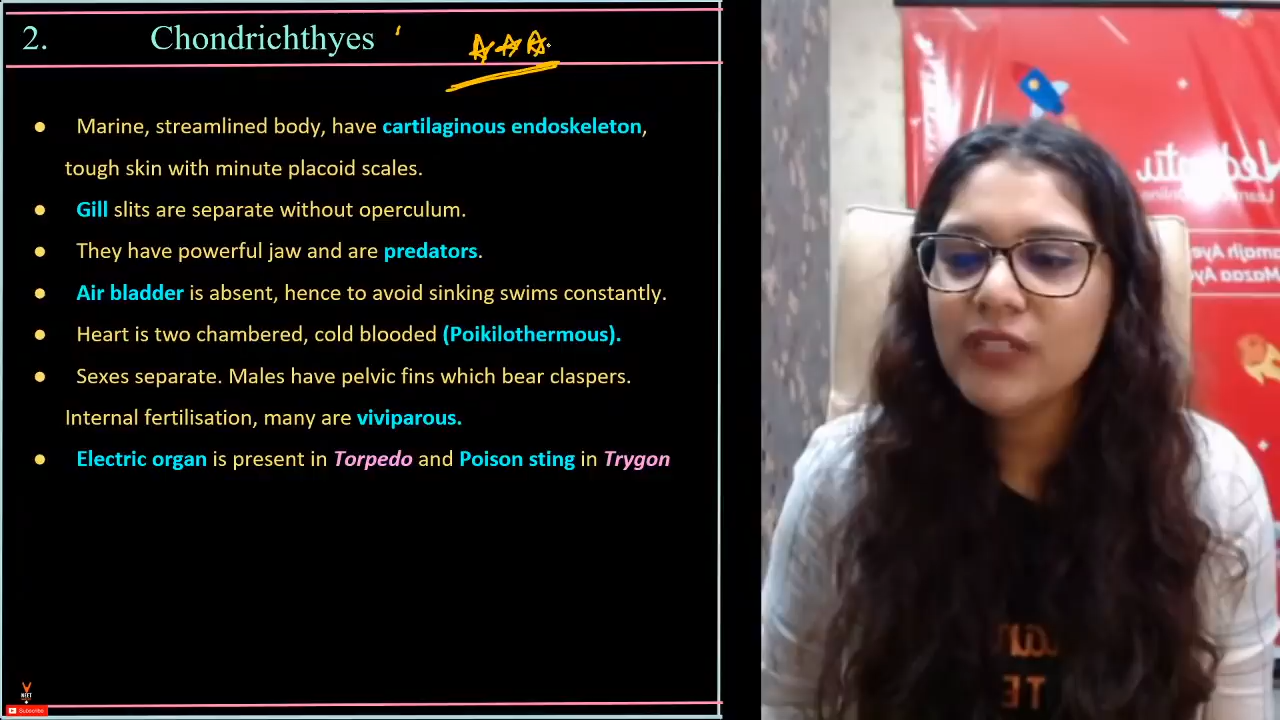 2. Chondrichthyes
● Marine, streamlined body, have cartilaginous endoskeleton,
tough skin with minute placoid scales.
● Gill slits are separate without operculum.
● They have powerful jaw and are predators.
● Air bladder is absent, hence to avoid sinking swims constantly.
● Heart is two chambered, cold blooded (Poikilothermous).
● Sexes separate. Males have pelvic fins which bear claspers.
Internal fertilisation, many are viviparous.
● Electric organ is present in Torpedo and Poison sting in Trygon
NEET
Subscribe